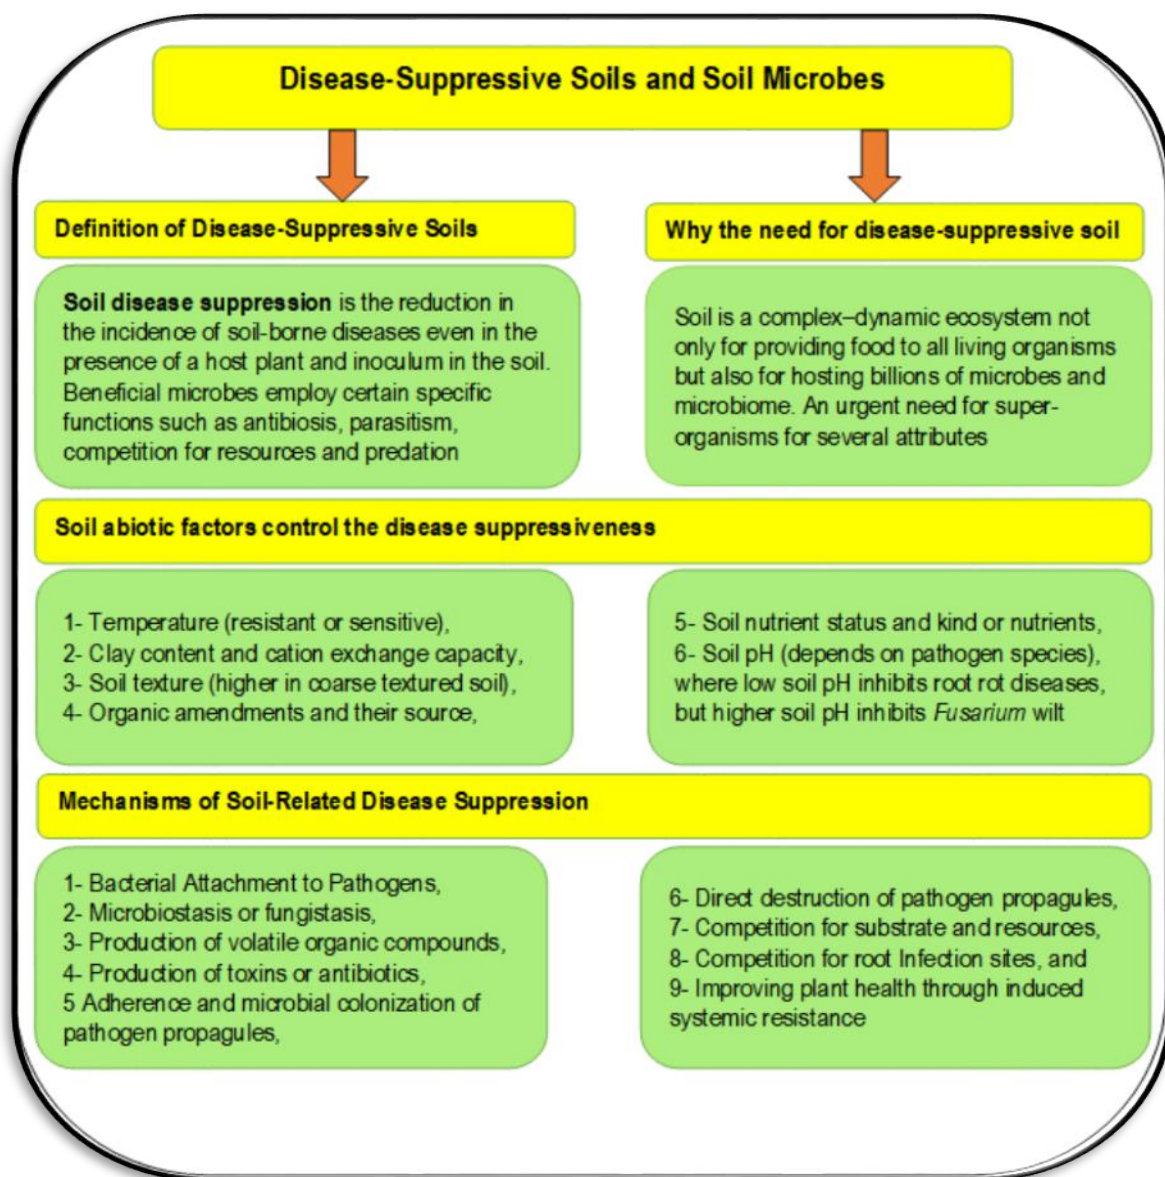 Disease-Suppressive Soils and Soil Microbes
Definition of Disease-Suppressive Soils
Soil disease suppression is the reduction in
the incidence of soil-borne diseases even in the
presence of a host plant and inoculum in the soil.
Beneficial microbes employ certain specific
functions such as antibiosis, parasitism,
competition for resources and predation
Why the need for disease-suppressive soil
Soil is a complex–dynamic ecosystem not
only for providing food to all living organisms
but also for hosting billions of microbes and
microbiome. An urgent need for super-
organisms for several attributes
Soil abiotic factors control the disease suppressiveness
1- Temperature (resistant or sensitive),
2- Clay content and cation exchange capacity,
3- Soil texture (higher in coarse textured soil),
4- Organic amendments and their source,
5- Soil nutrient status and kind or nutrients,
6- Soil pH (depends on pathogen species),
where low soil pH inhibits root rot diseases,
but higher soil pH inhibits Fusarium wilt
Mechanisms of Soil-Related Disease Suppression
1- Bacterial Attachment to Pathogens,
2- Microbiostasis or fungistasis,
3- Production of volatile organic compounds,
4- Production of toxins or antibiotics,
5 Adherence and microbial colonization of
pathogen propagules,
6- Direct destruction of pathogen propagules,
7- Competition for substrate and resources,
8- Competition for root Infection sites, and
9- Improving plant health through induced
systemic resistance